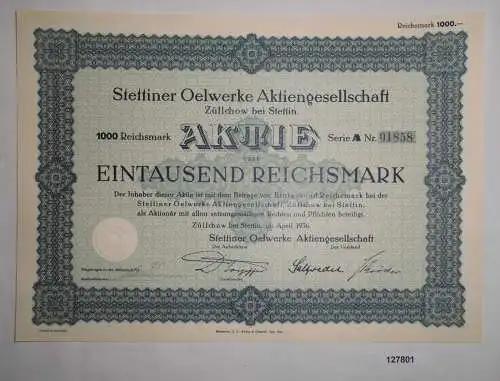 Reichsmark 1000.—
Stettiner Oelwerke Aktiengesellschaft
Züllchow bei Stettin.
1000 Reichsmark AKTIE Serie A Nr. 01858
über
EINTAUSEND REICHSMARK
Der Inhaber dieser Aktie ist mit dem Betrage von Eintausend Reichsmark bei der
Stettiner Oelwerke Aktiengesellschaft, Züllchow bei Stettin,
als Aktionär mit allen satzungsmäßigen Rechten und Pflichten beteiligt.
Züllchow bei Stettin, im April 1936
Stettiner Oelwerke Aktiengesellschaft
Der Aufsichtsrat Der Vorstand
127801